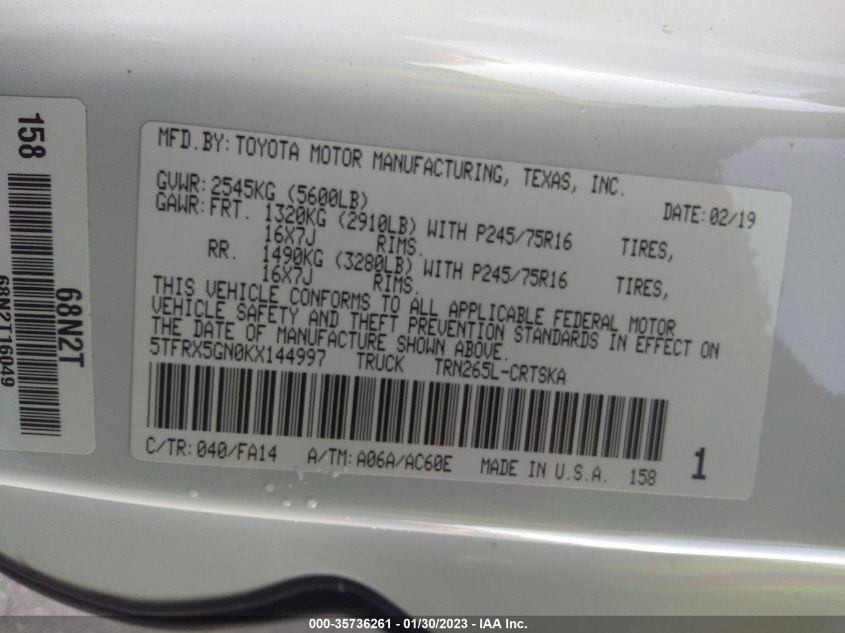 158
68N2T
68N2T16049
MFD.BY: TOYOTA MOTOR MANUFACTURING, TEXAS, INC.
GVWR: 2545KG (5600LB) DATE: 02/19
GAWR: FRT. 1320KG (2910LB) WITH P245/75R16 TIRES,
16X7J RIMS.
RR. 1490KG (3280LB) WITH P245/75R16 TIRES,
16X7J RIMS.
THIS VEHICLE CONFORMS TO ALL APPLICABLE FEDERAL MOTOR
VEHICLE SAFETY AND THEFT PREVENTION STANDARDS IN EFFECT ON
THE DATE OF MANUFACTURE SHOWN ABOVE.
5TFRX5GN0KX144997 TRUCK TRN265L-CRTSKA
C/TR: 040/FA14 A/TM: A06A/AC60E MADE IN U.S.A. 158 1
000-35736261 - 01/30/2023 - IAA Inc.